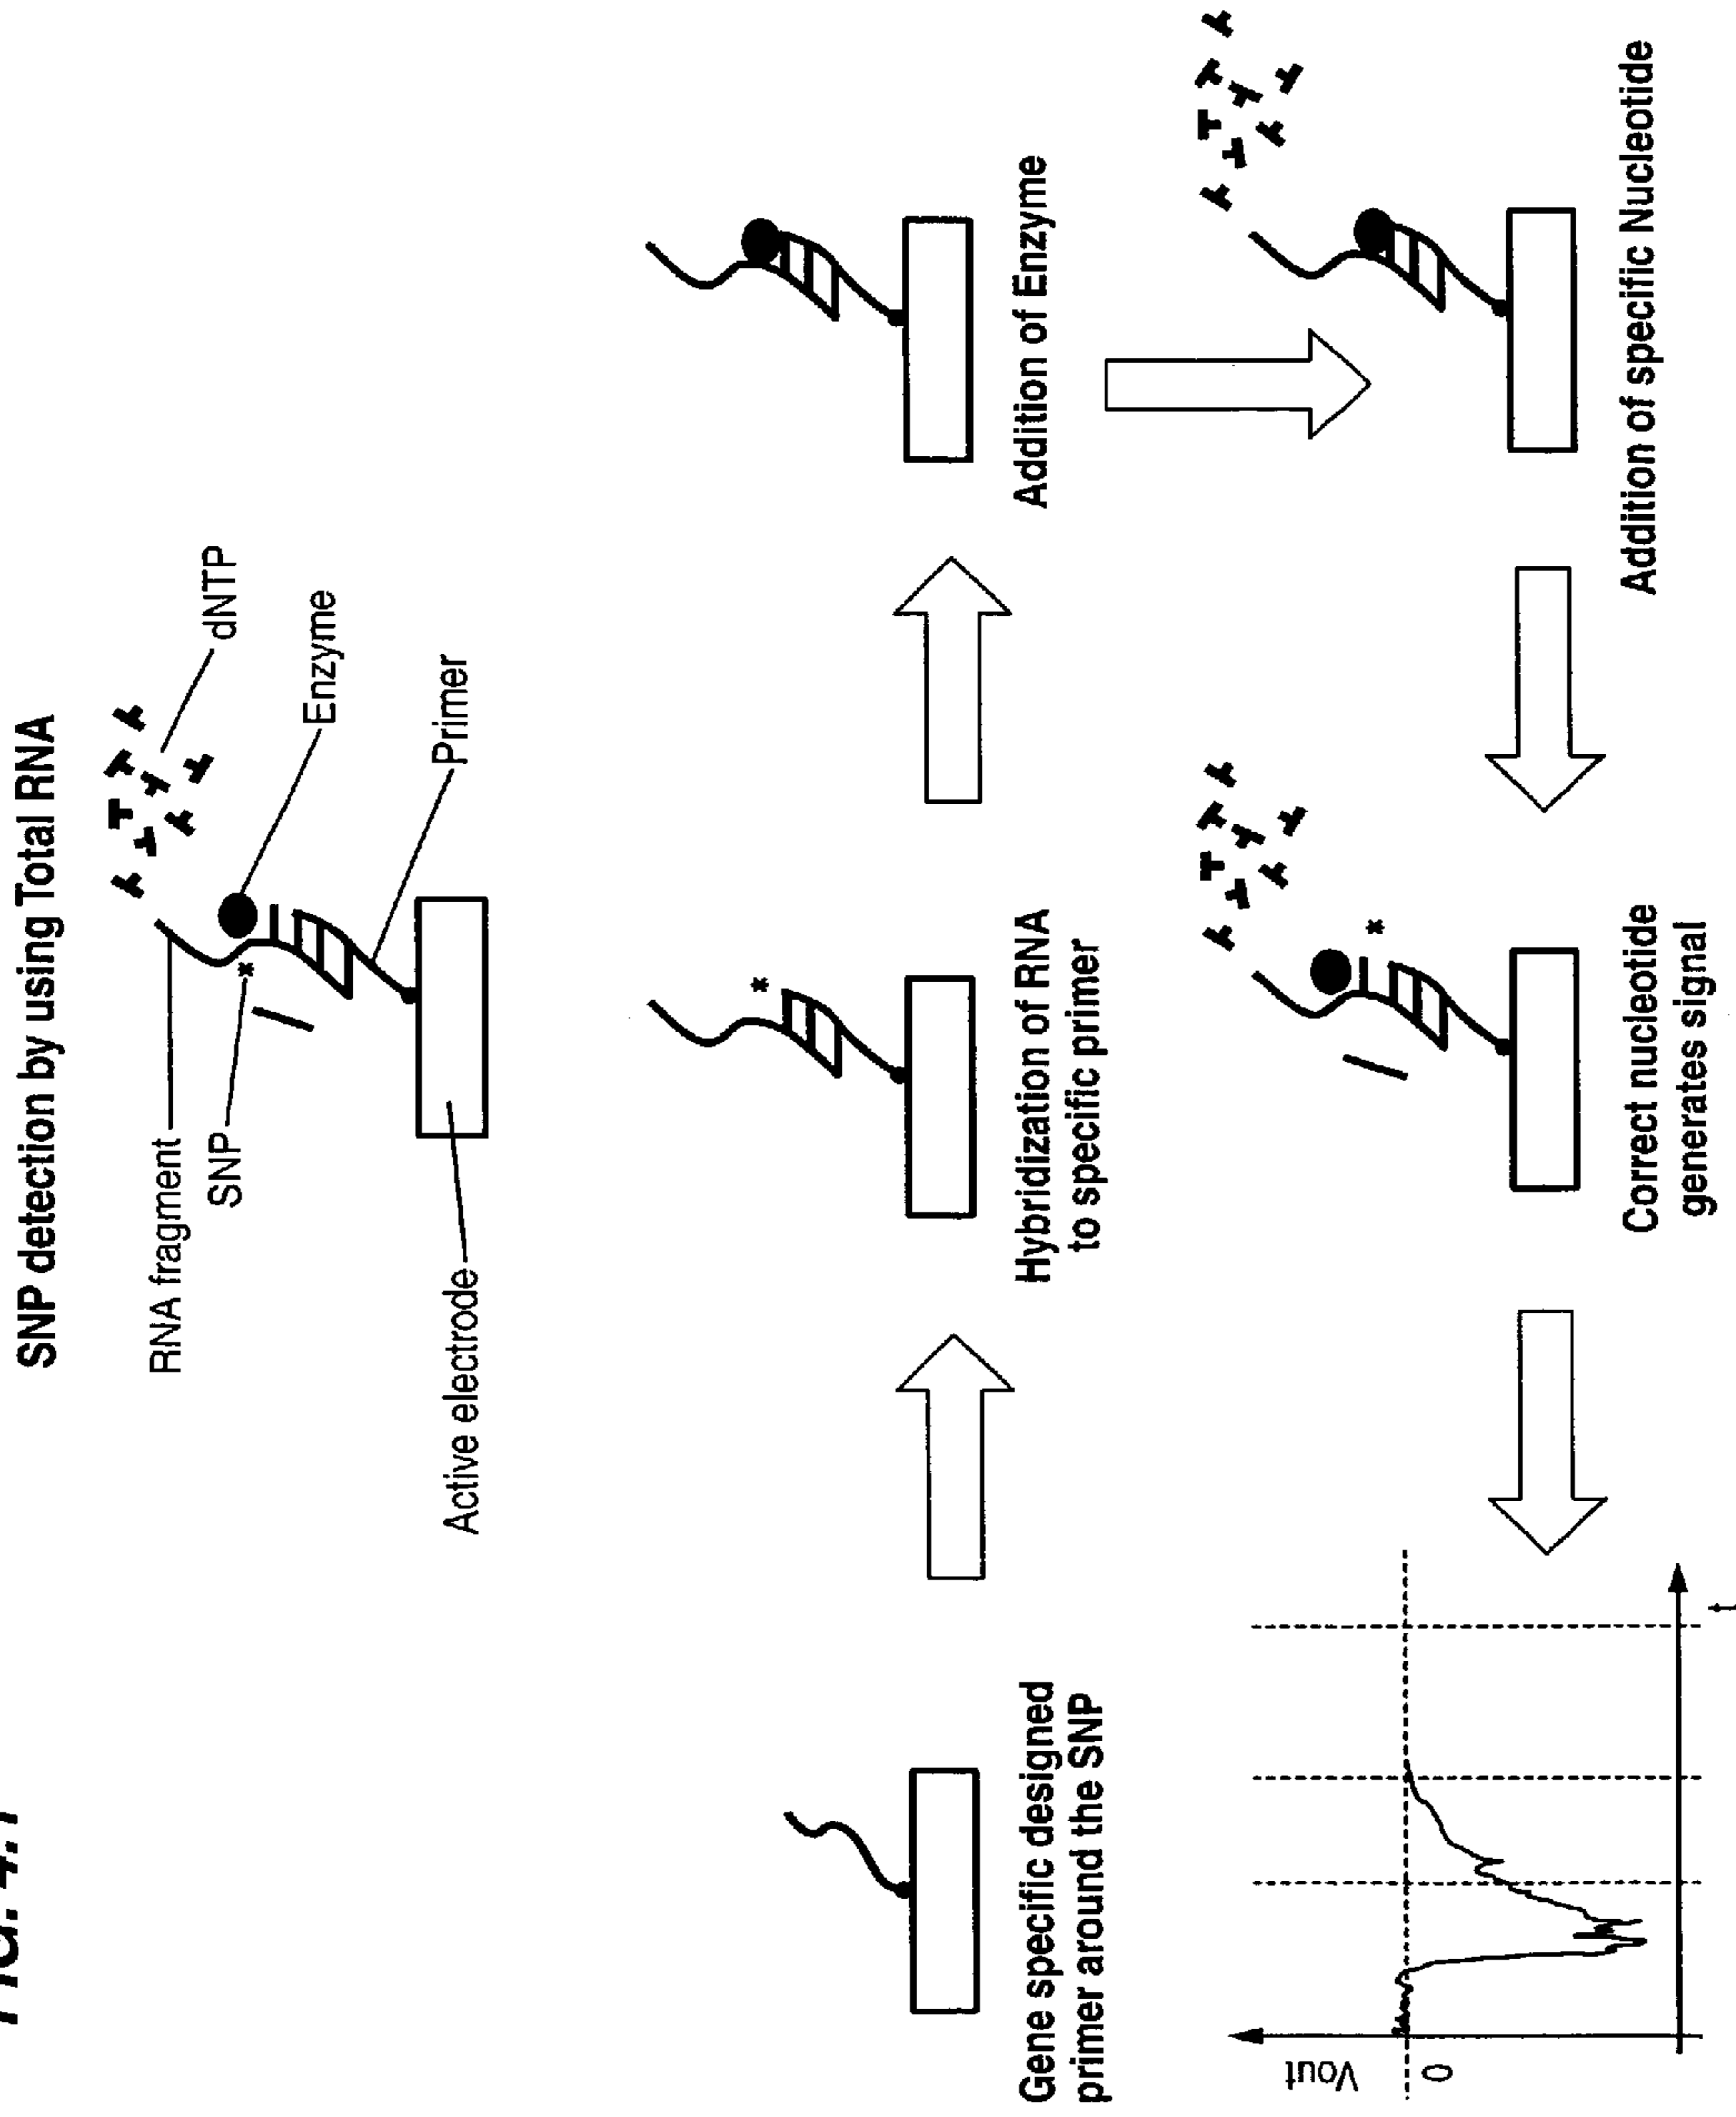 SNP detection by using Total RNA
RNA fragment
SNP
dNTP
Enzyme
Primer
Active electrode
Gene specific designed
primer around the SNP
Hybridization of RNA
to specific primer
Addition of Enzyme
Addition of specific Nucleotide
Correct nucleotide
generates signal
Vout
0
t